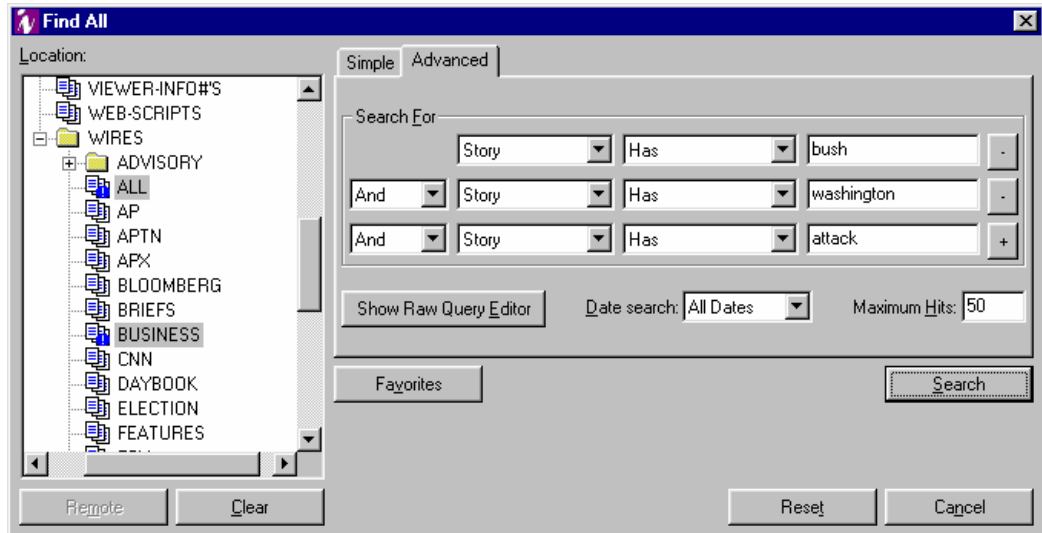 Find All
Location:
VIEWER-INFO#'S
WEB-SCRIPTS
WIRES
ADVISORY
ALL
AP
APTN
APX
BLOOMBERG
BRIEFS
BUSINESS
CNN
DAYBOOK
ELECTION
FEATURES
Remote Clear
Simple Advanced
Search For
Story Has bush -
And Story Has washington -
And Story Has attack +
Show Raw Query Editor Date search: All Dates Maximum Hits: 50
Favorites Search
Reset Cancel